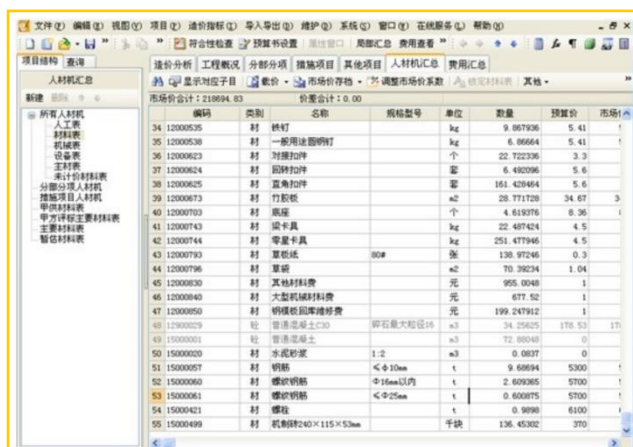 文件(F) 编辑(E) 视图(V) 项目(P) 造价指标(I) 导入导出(D) 维护(D) 系统(S) 窗口(W) 在线服务(L) 帮助(H)
符合性检查 预算书设置 属性窗口 局部汇总 费用查看
项目结构 查询
造价分析 工程概况 分部分项 措施项目 其他项目 人材机汇总 费用汇总
人材机汇总
显示对应子目 载价 市场价存档 调整市场价系数 核定材料表 其他
新建 删除
市场价合计:218694.83 价差合计:0.00
所有人材机
人工表
材料表
机械表
设备表
主材表
未计价材料表
分部分项人材机
措施项目人材机
甲供材料表
甲方评标主要材料表
主要材料表
暂估材料表
编码 类别 名称 规格型号 单位 数量 预算价 市场
34 12000535 材 铁钉 kg 9.867936 5.41
35 12000538 材 一般用途圆钢钉 kg 6.86664 5.41
36 12000623 材 对接扣件 个 22.722336 3.3
37 12000624 材 回转扣件 套 6.492096 5.6
38 12000625 材 直角扣件 套 161.428464 5.6
39 12000673 材 竹胶板 m2 28.771728 34.67
40 12000703 材 底座 个 4.619376 8.36
41 12000743 材 梁卡具 kg 22.487424 4.5
42 12000744 材 零星卡具 kg 251.477946 4.5
43 12000793 材 草板纸 80# 张 138.97246 0.3
44 12000796 材 草袋 m2 70.39234 1.04
45 12000830 材 其他材料费 元 955.0048 1
46 12000840 材 大型机械材料费 元 677.52 1
47 12000850 材 钢模板回库维修费 元 199.247912 1
48 12900029 砼 普通混凝土C30 碎石最大粒径16 m3 34.25625 178.53
49 15000001 砼 普通混凝土 m3 72.88048 0
50 15000020 材 水泥砂浆 1:2 m3 0.0837 0
51 15000057 材 钢筋 ≤Φ10mm t 9.68694 5300
52 15000060 材 螺纹钢筋 Φ16mm以内 t 2.609365 5700
53 15000061 材 螺纹钢筋 ≤Φ25mm t 0.600875 5700
54 15000421 材 螺栓 t 0.9898 6100
55 15000499 材 机制砖240×115×53mm 千块 136.45302 370